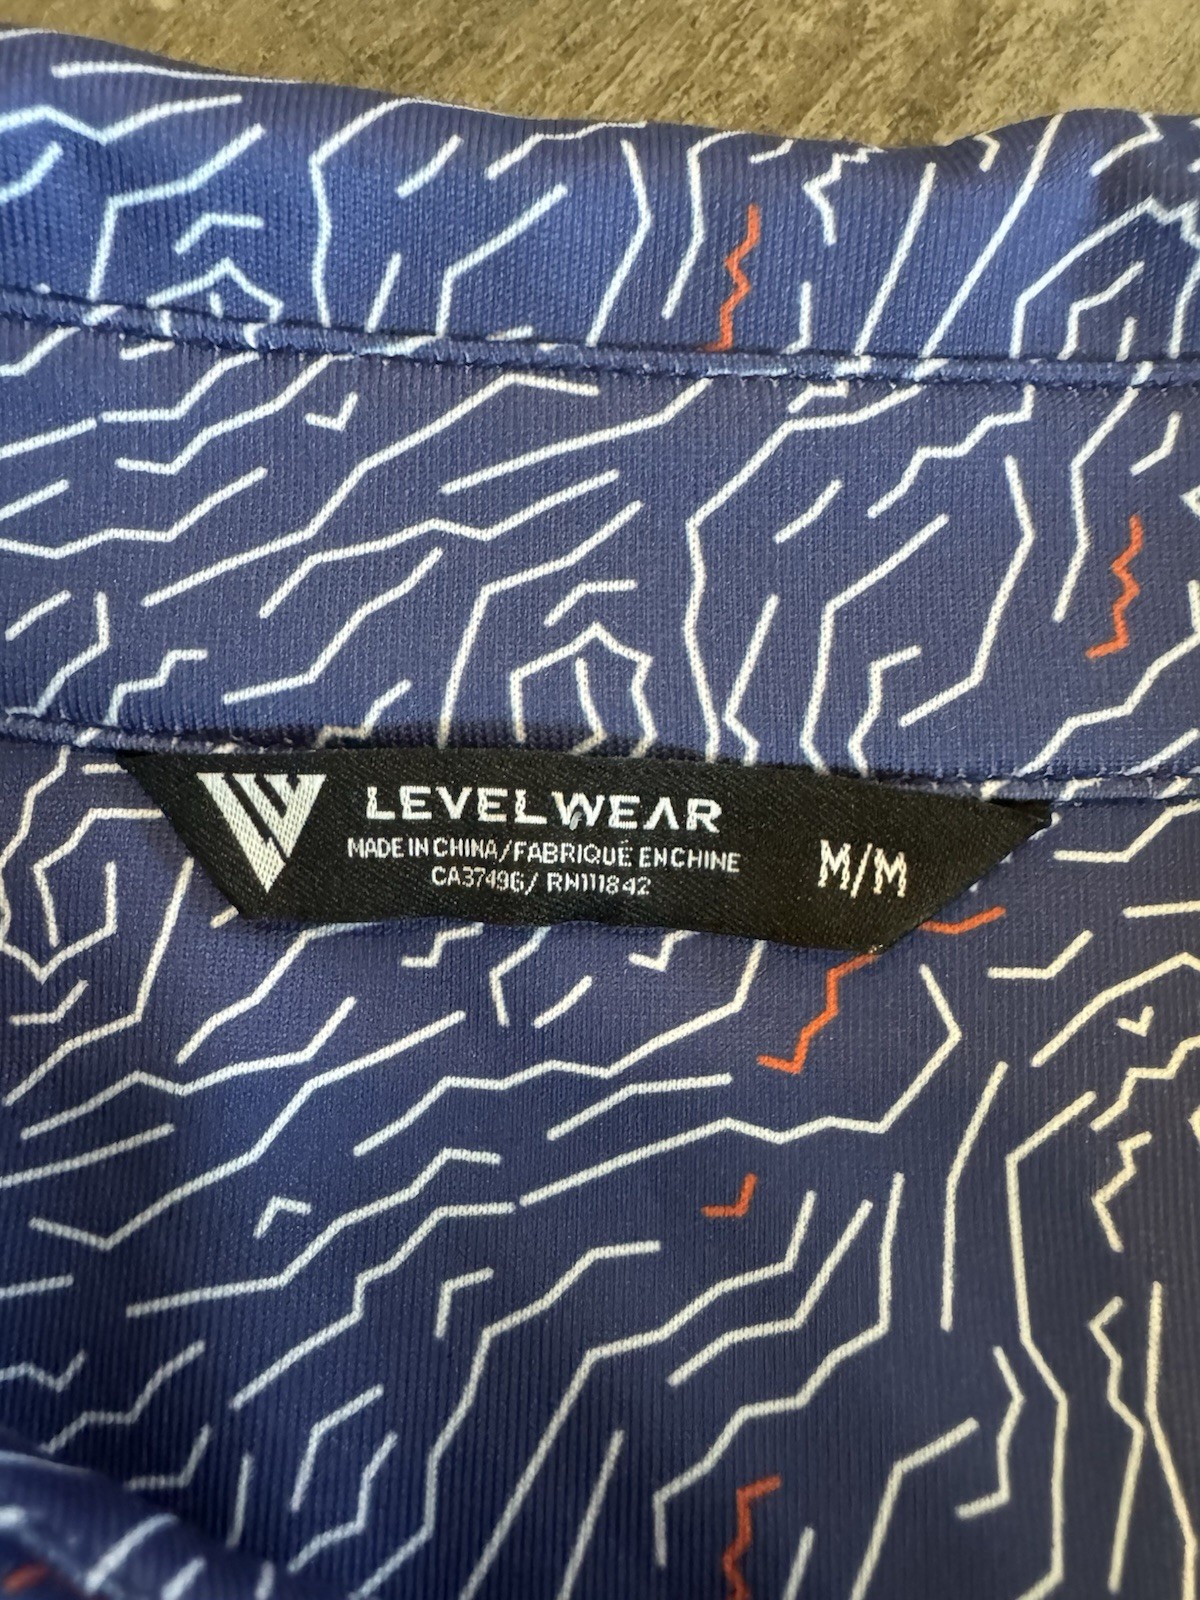 LEVELWEAR
MADE IN CHINA/FABRIQUÉ EN CHINE
CA37496/ RN111842
M/M